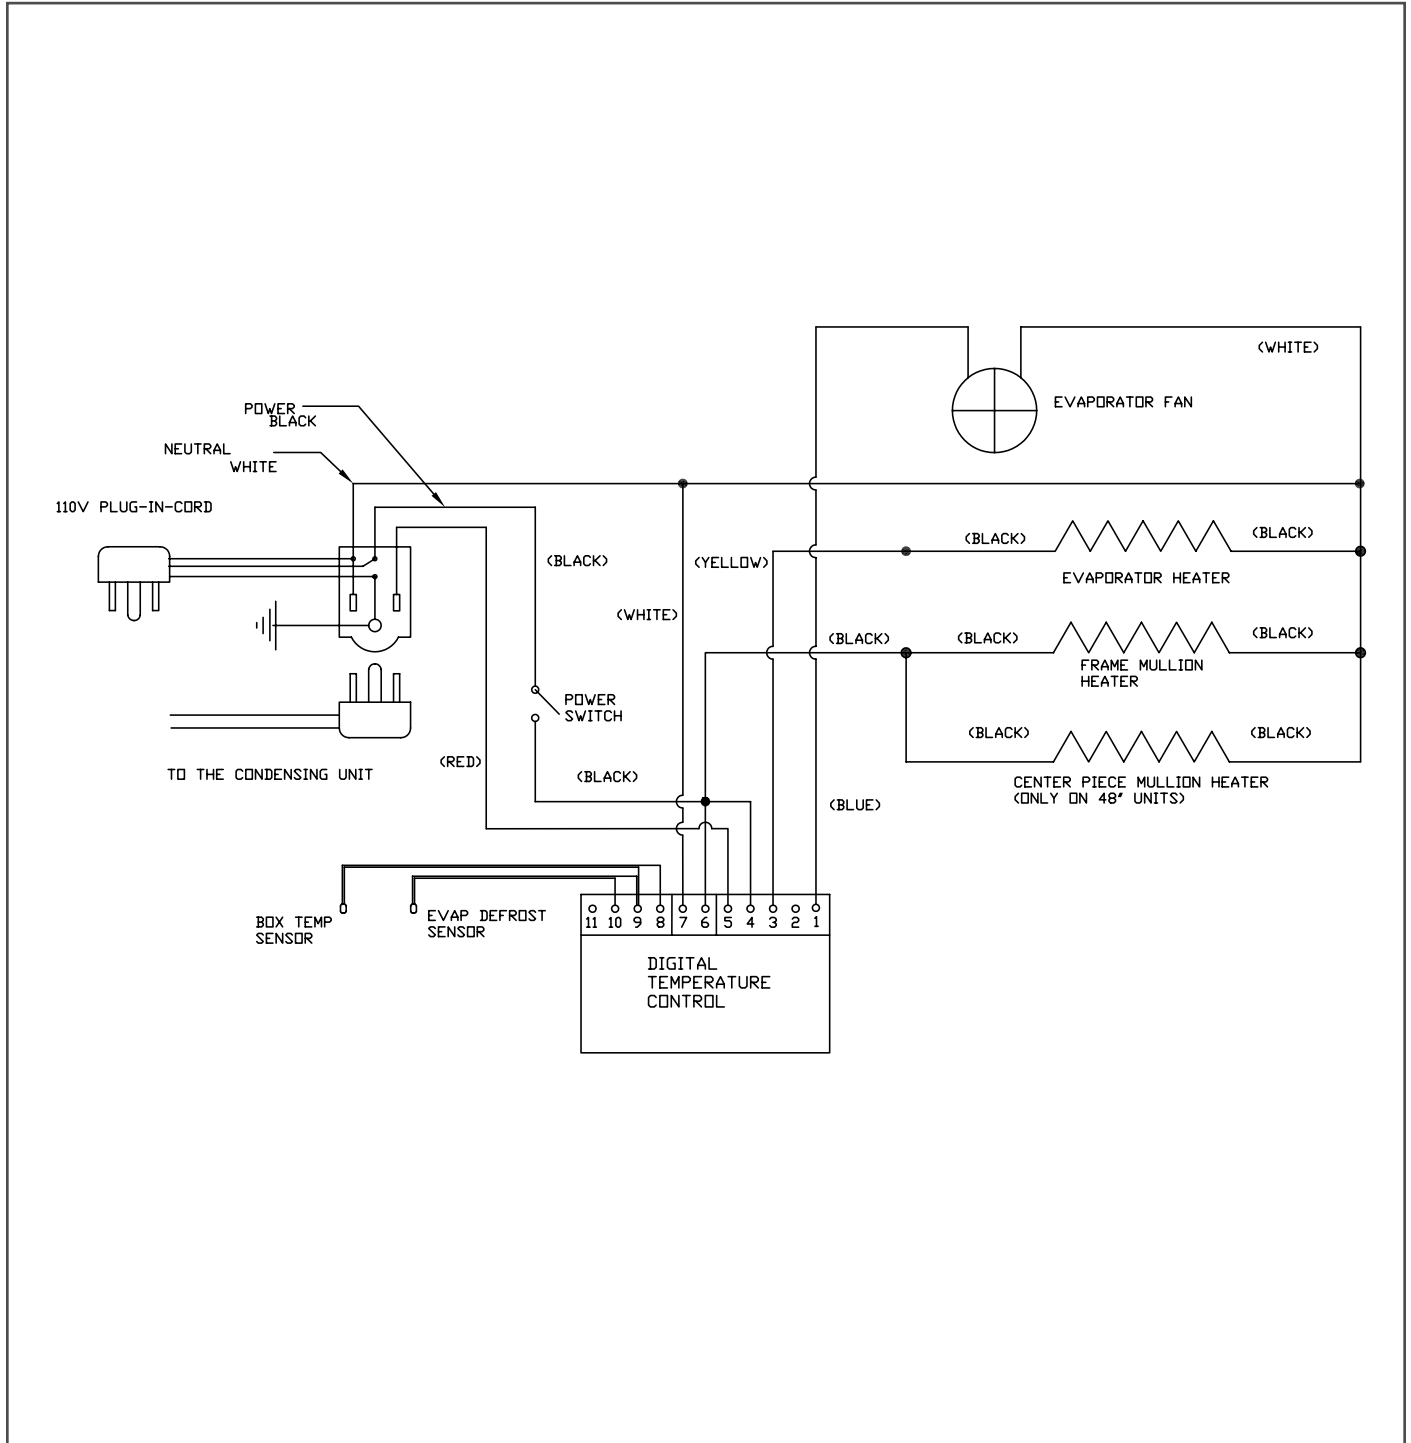 (WHITE)
EVAPORATOR FAN
POWER
BLACK
NEUTRAL
WHITE
110V PLUG-IN-CORD
(BLACK)
(BLACK)
(BLACK)
(YELLOW)
EVAPORATOR HEATER
(WHITE)
(BLACK)
(BLACK)
(BLACK)
FRAME MULLION
HEATER
POWER
SWITCH
(BLACK)
(BLACK)
(RED)
TO THE CONDENSING UNIT
(BLACK)
CENTER PIECE MULLION HEATER
(ONLY ON 48" UNITS)
(BLUE)
BOX TEMP
SENSOR
EVAP DEFROST
SENSOR
11 10 9 8 7 6 5 4 3 2 1
DIGITAL
TEMPERATURE
CONTROL